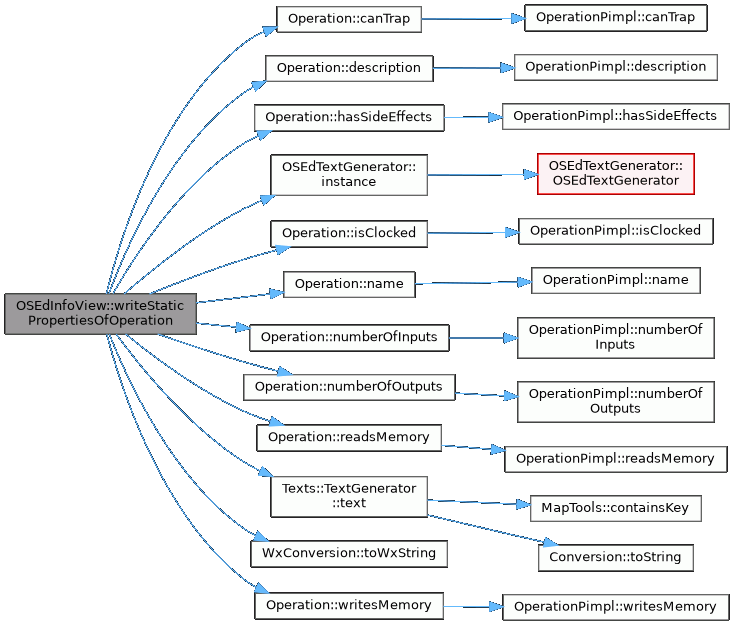 Operation::canTrap
OperationPimpl::canTrap
Operation::description
OperationPimpl::description
Operation::hasSideEffects
OperationPimpl::hasSideEffects
OSEdTextGenerator::
instance
OSEdTextGenerator::
OSEdTextGenerator
Operation::isClocked
OperationPimpl::isClocked
Operation::name
OperationPimpl::name
OSEdInfoView::writeStatic
PropertiesOfOperation
Operation::numberOfInputs
OperationPimpl::numberOf
Inputs
Operation::numberOfOutputs
OperationPimpl::numberOf
Outputs
Operation::readsMemory
OperationPimpl::readsMemory
Texts::TextGenerator
::text
MapTools::containsKey
Conversion::toString
WxConversion::toWxString
Operation::writesMemory
OperationPimpl::writesMemory